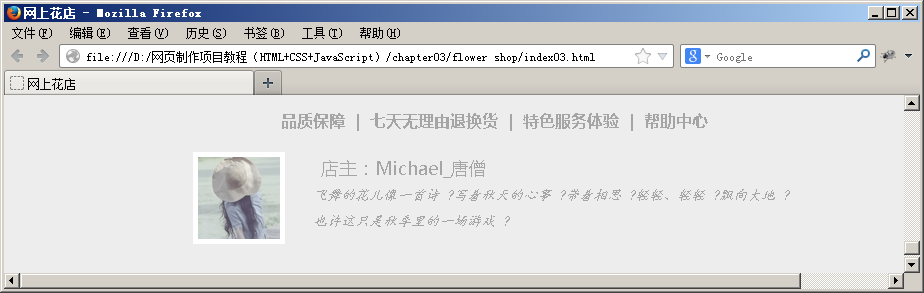 网上花店 - Mozilla Firefox
文件(F) 编辑(E) 查看(V) 历史(S) 书签(B) 工具(T) 帮助(H)
file:///D:/网页制作项目教程（HTML+CSS+JavaScript）/chapter03/flower shop/index03.html Google
网上花店
品质保障 | 七天无理由退换货 | 特色服务体验 | 帮助中心
店主：Michael_唐僧
飞舞的花儿像一首诗 ?写着秋天的心事 ?带着相思 ?轻轻、轻轻 ?飘向大地 ?
也许这只是秋季里的一场游戏 ?